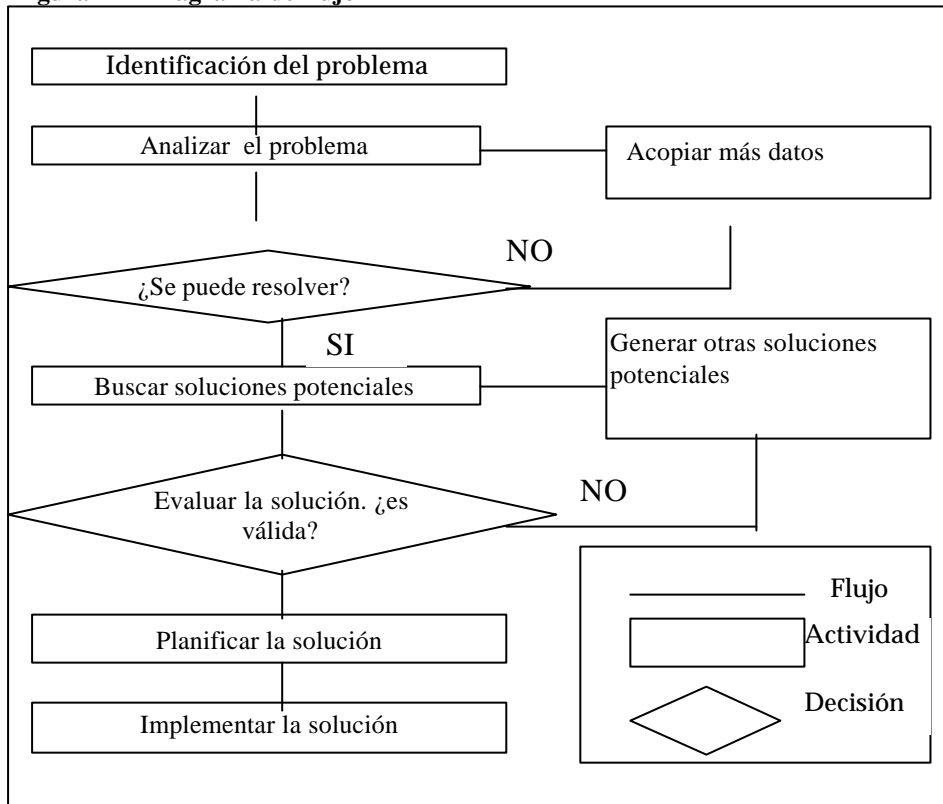 Identificación del problema
Analizar el problema
Acopiar más datos
NO
¿Se puede resolver?
SI
Generar otras soluciones
potenciales
Buscar soluciones potenciales
NO
Evaluar la solución. ¿es
válida?
Flujo
Planificar la solución
Actividad
Implementar la solución
Decisión